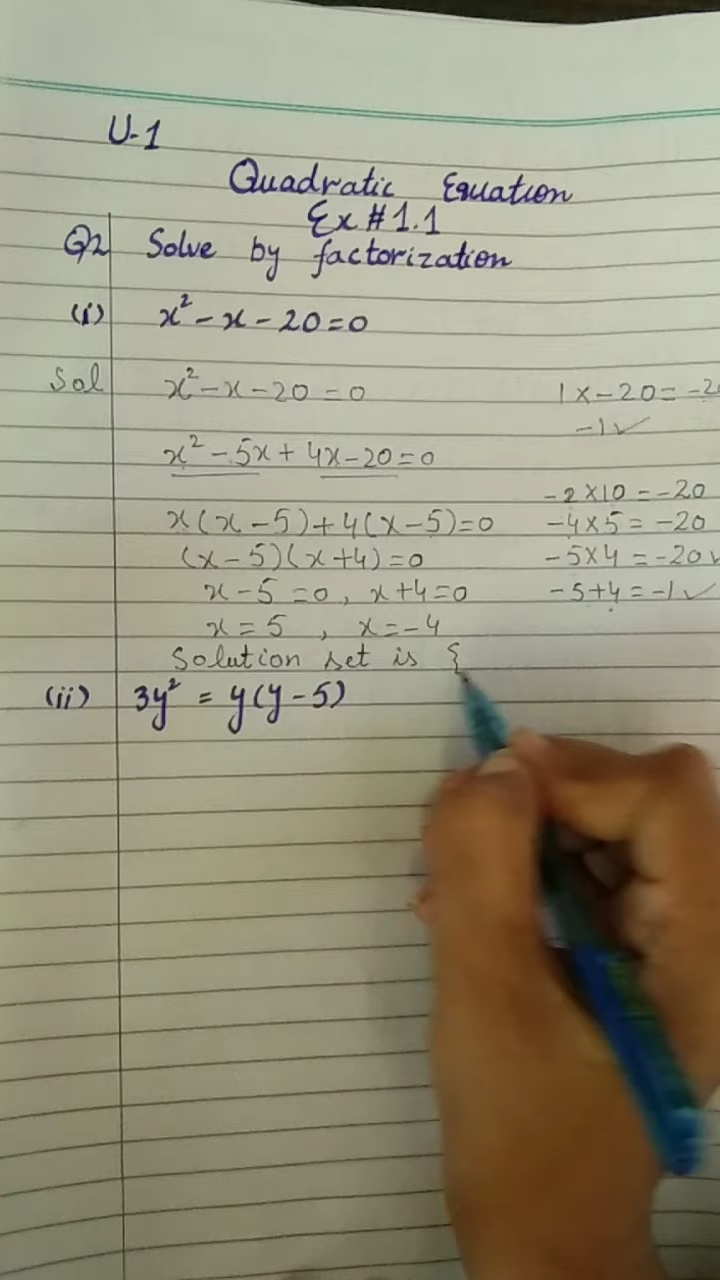 U-1
Quadratic Equation
Ex # 1.1
Q2 Solve by factorization
(i) x² - x - 20 = 0
Sol x² - x - 20 = 0 1 x - 20 = -20
-1 ✓
x² - 5x + 4x - 20 = 0
-2 x 10 = -20
x(x - 5) + 4(x - 5) = 0 -4 x 5 = -20
(x - 5)(x + 4) = 0 -5 x 4 = -20 ✓
x - 5 = 0, x + 4 = 0 -5 + 4 = -1 ✓
x = 5 , x = -4
Solution set is {
(ii) 3y² = y(y - 5)